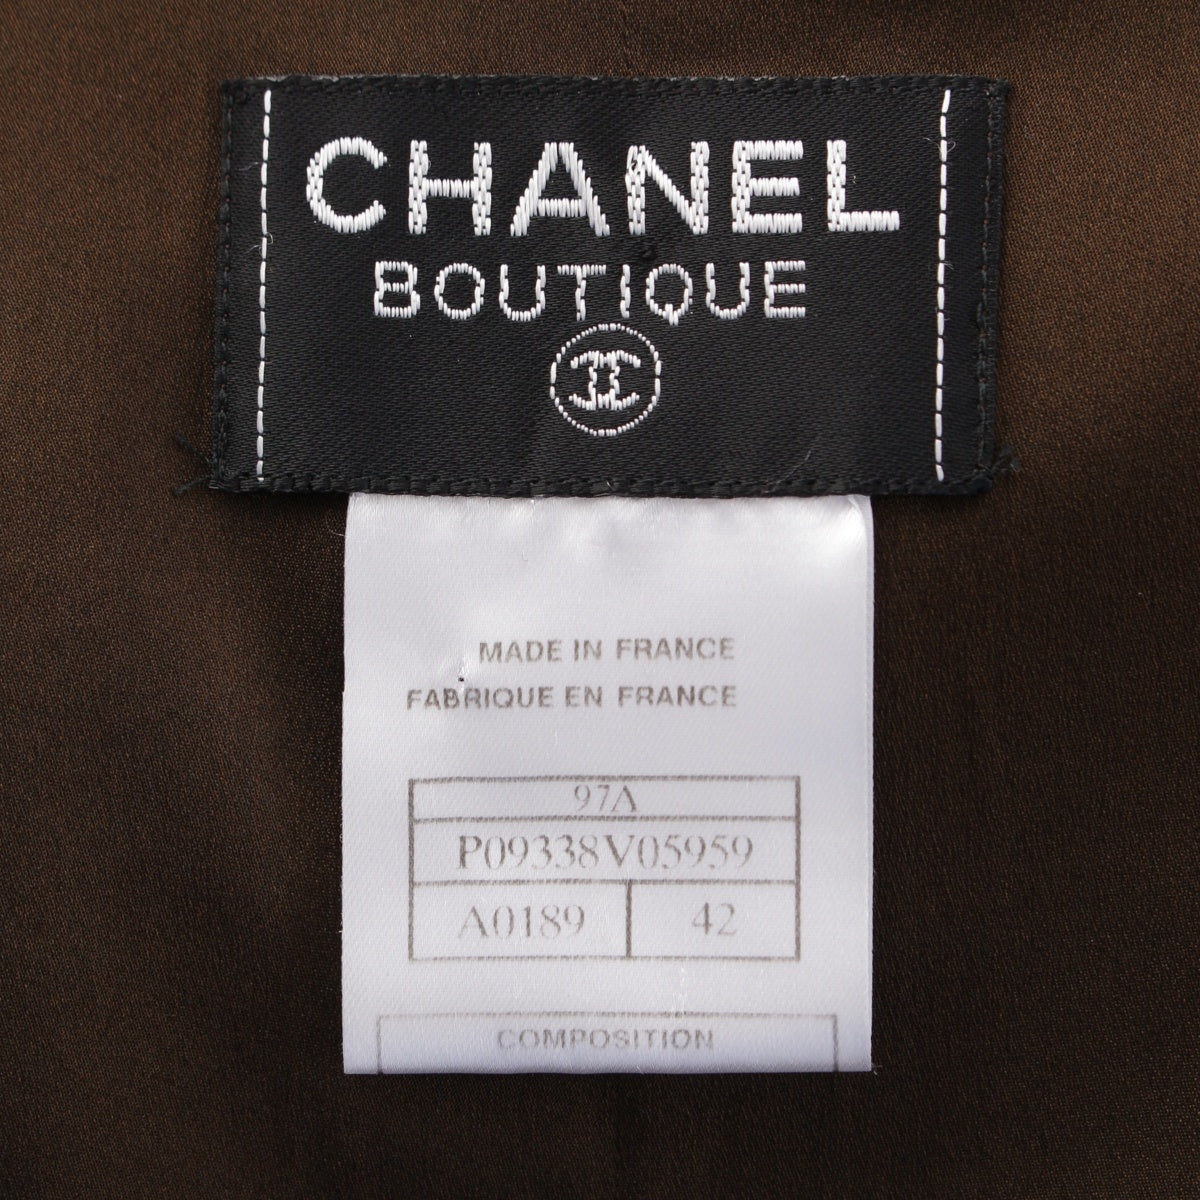 CHANEL
BOUTIQUE
MADE IN FRANCE
FABRIQUE EN FRANCE
97A
P09338V05959
A0189 42
COMPOSITION